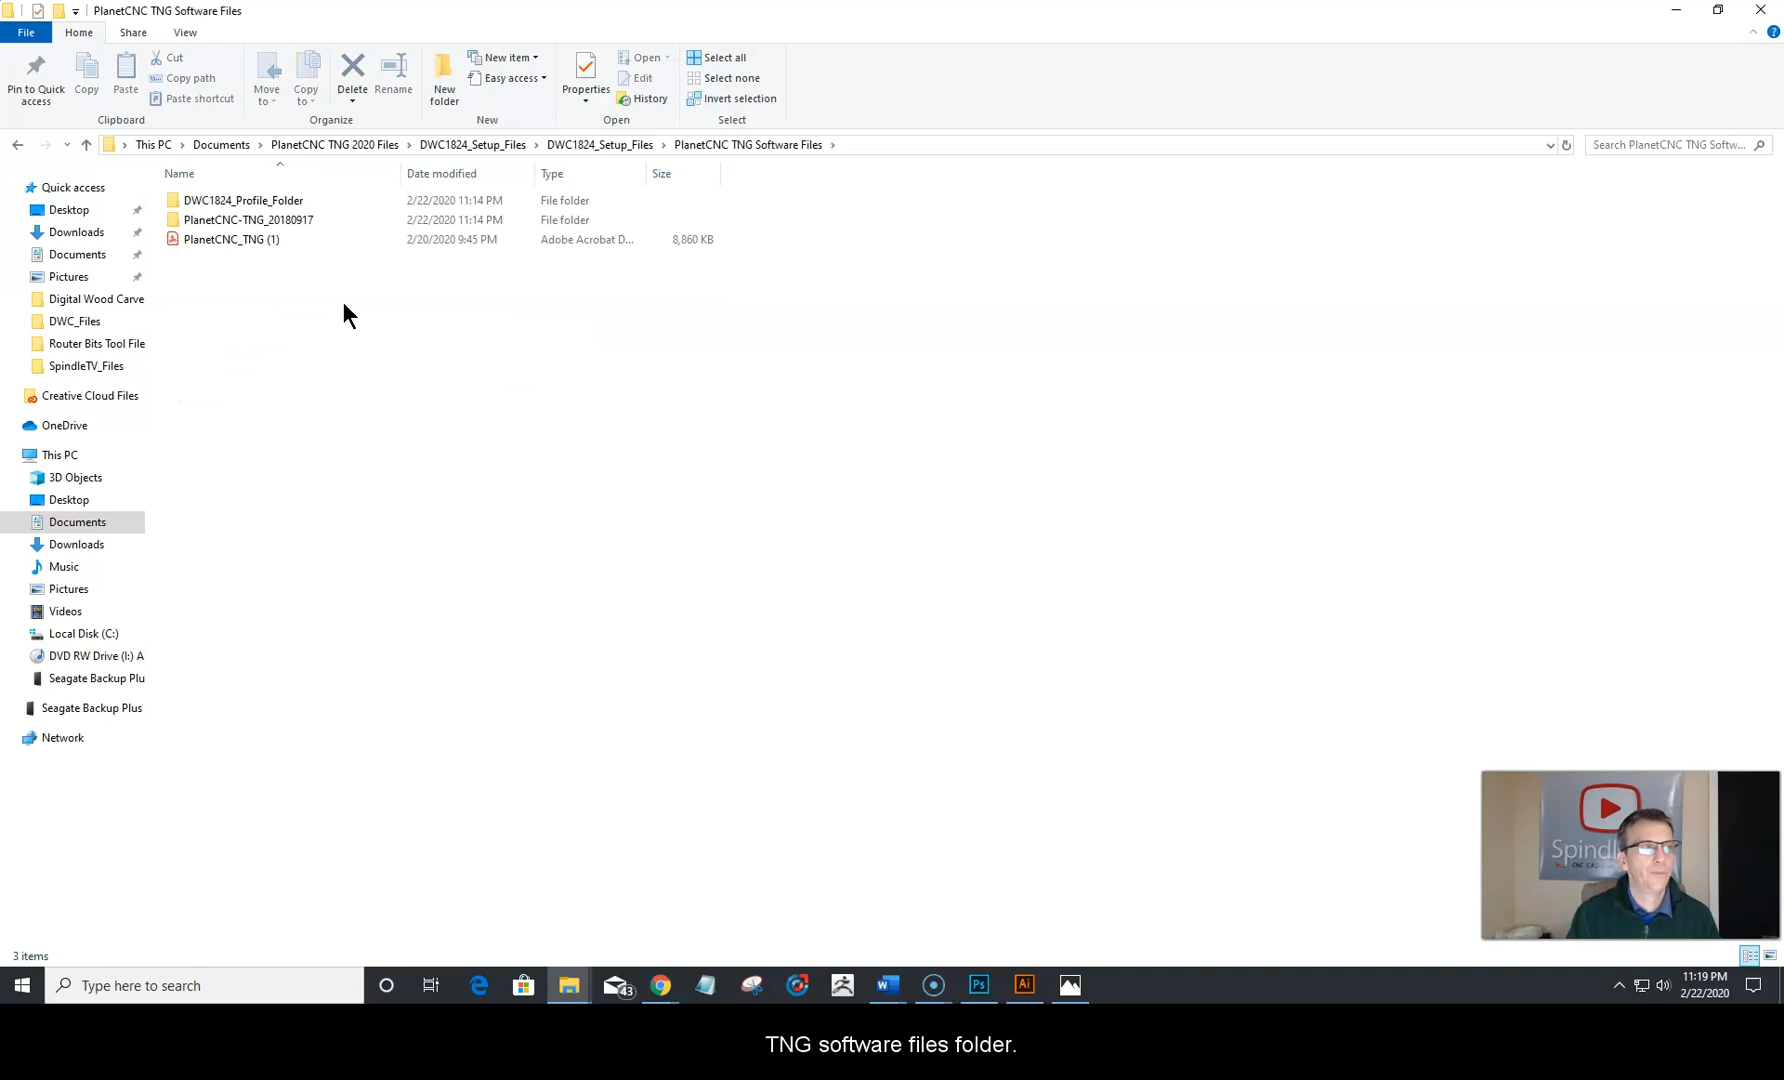 PlanetCNC TNG Software Files
File Home Share View
Pin to Quick access
Copy
Paste
Cut
Copy path
Paste shortcut
Clipboard
Move to
Copy to
Delete
Rename
Organize
New folder
New item
Easy access
New
Properties
Open
Edit
History
Open
Select all
Select none
Invert selection
Select
This PC > Documents > PlanetCNC TNG 2020 Files > DWC1824_Setup_Files > DWC1824_Setup_Files > PlanetCNC TNG Software Files >
Search PlanetCNC TNG Softw...
Name Date modified Type Size
DWC1824_Profile_Folder 2/22/2020 11:14 PM File folder
PlanetCNC-TNG_20180917 2/22/2020 11:14 PM File folder
PlanetCNC_TNG (1) 2/20/2020 9:45 PM Adobe Acrobat D... 8,860 KB
Quick access
Desktop
Downloads
Documents
Pictures
Digital Wood Carve
DWC_Files
Router Bits Tool File
SpindleTV_Files
Creative Cloud Files
OneDrive
This PC
3D Objects
Desktop
Documents
Downloads
Music
Pictures
Videos
Local Disk (C:)
DVD RW Drive (I:) A
Seagate Backup Plu
Seagate Backup Plus
Network
Spindl
CNC CAD
3 items
Type here to search
43
Ps
Ai
11:19 PM
2/22/2020
TNG software files folder.